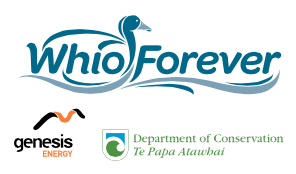 Whio Forever
genesis
ENERGY
Department of Conservation
Te Papa Atawhai